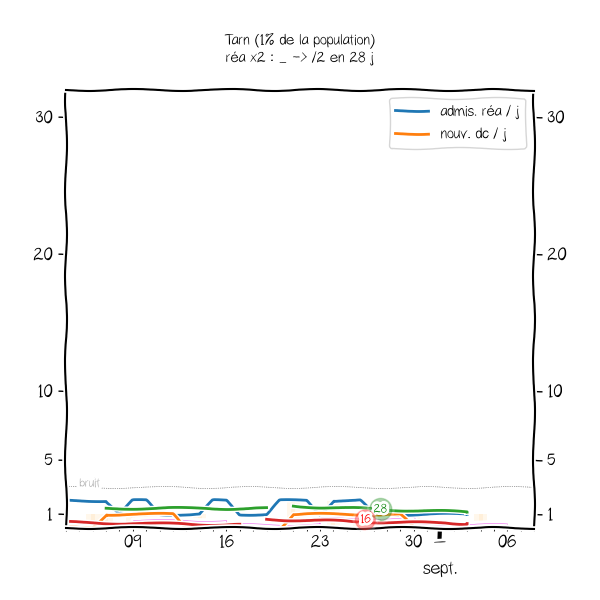 Tarn (1% de la population)
réa x2 : _ -> /2 en 28 j
admis. réa / j
nouv. dc / j
30
30
20
20
10
10
5
5
bruit
28
16
1
1
09
16
23
30
06
sept.